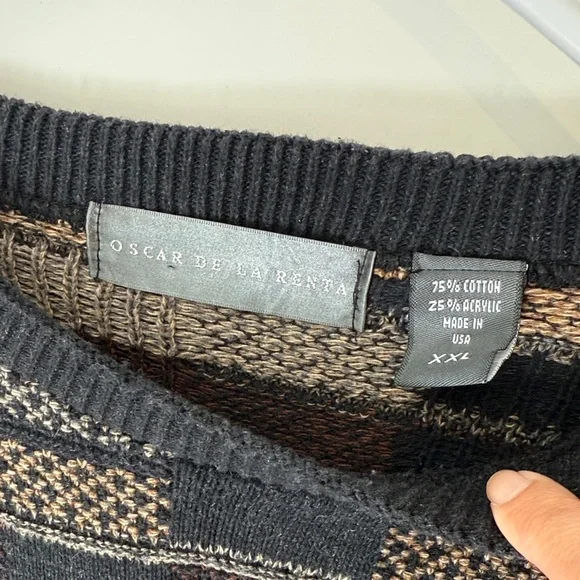 OSCAR DE LA RENTA
75% COTTON
25% ACRYLIC
MADE IN
USA
XXL